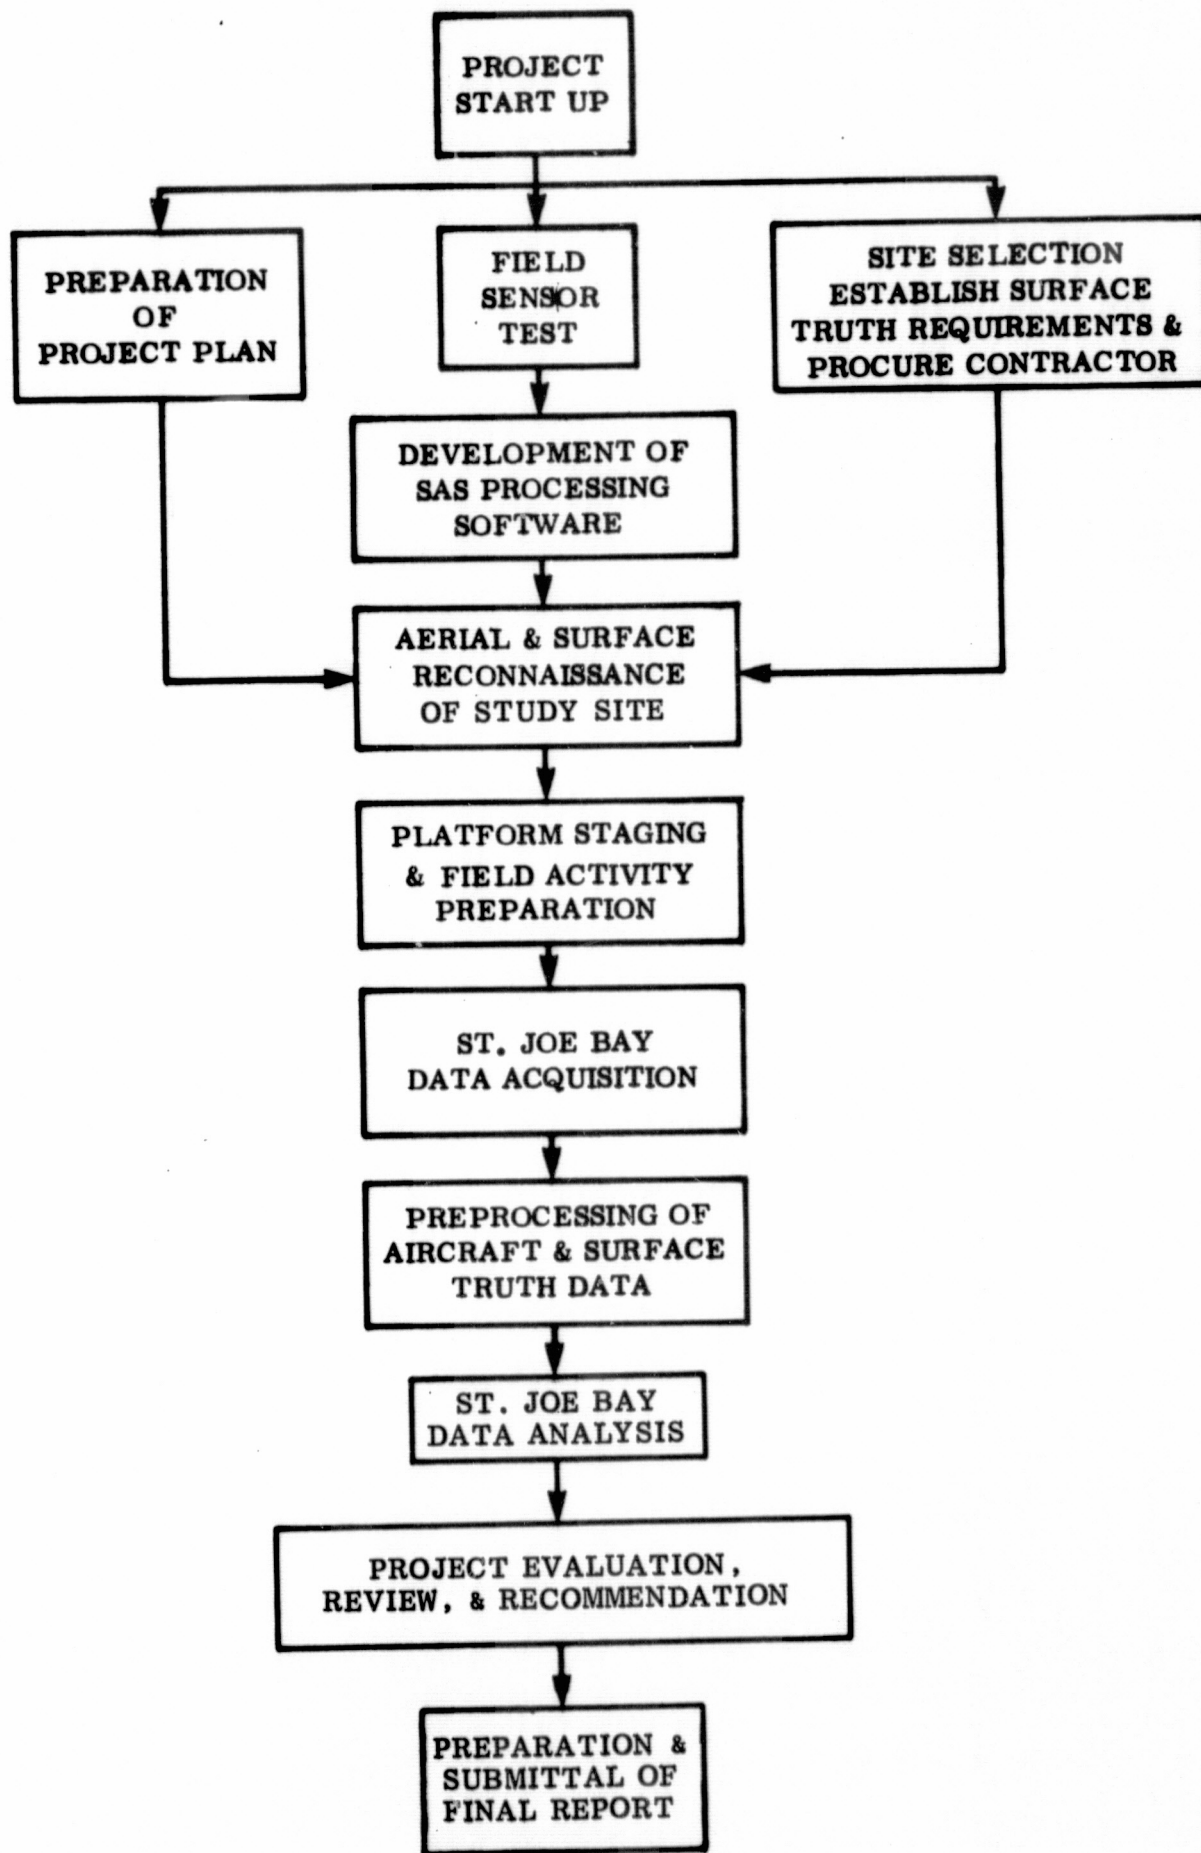 PROJECT
START UP
PREPARATION
OF
PROJECT PLAN
FIELD
SENSOR
TEST
SITE SELECTION
ESTABLISH SURFACE
TRUTH REQUIREMENTS &
PROCURE CONTRACTOR
DEVELOPMENT OF
SAS PROCESSING
SOFTWARE
AERIAL & SURFACE
RECONNAISSANCE
OF STUDY SITE
PLATFORM STAGING
& FIELD ACTIVITY
PREPARATION
ST. JOE BAY
DATA ACQUISITION
PREPROCESSING OF
AIRCRAFT & SURFACE
TRUTH DATA
ST. JOE BAY
DATA ANALYSIS
PROJECT EVALUATION,
REVIEW, & RECOMMENDATION
PREPARATION &
SUBMITTAL OF
FINAL REPORT